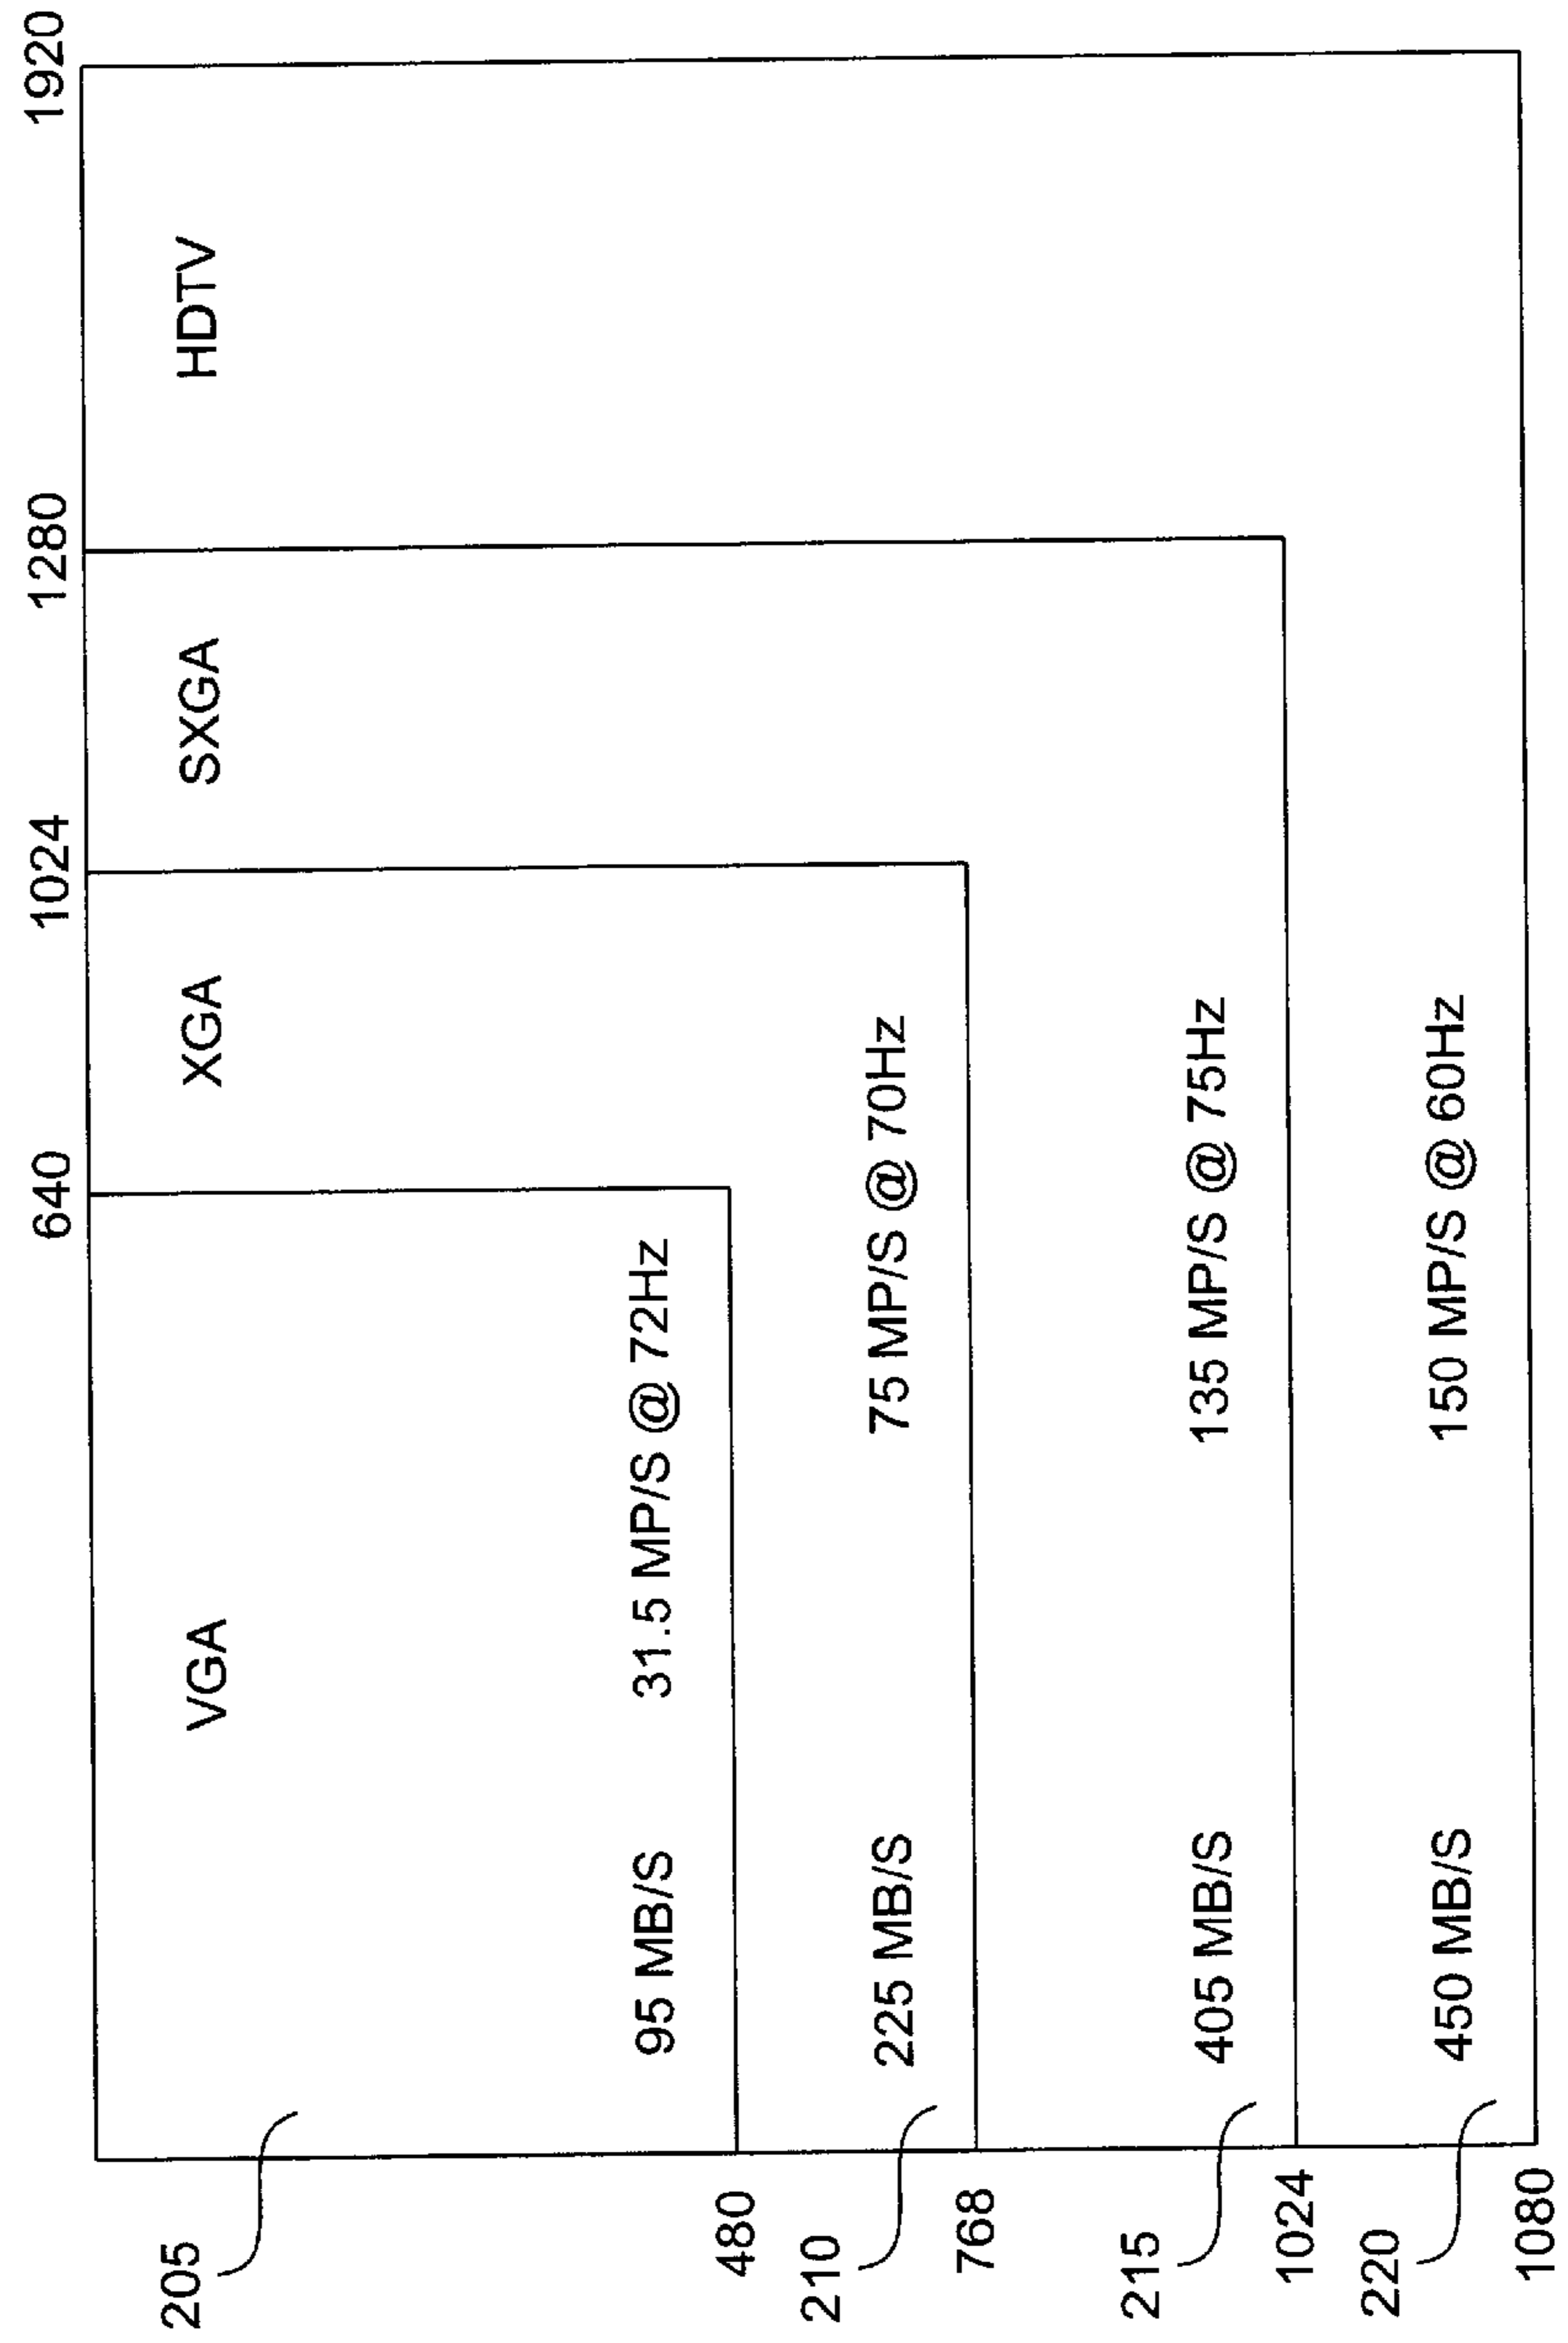 640 1024 1280 1920
VGA XGA SXGA HDTV
205
95 MB/S 31.5 MP/S @ 72Hz
480
210
225 MB/S 75 MP/S @ 70Hz
768
215
405 MB/S 135 MP/S @ 75Hz
1024
220
450 MB/S 150 MP/S @ 60Hz
1080